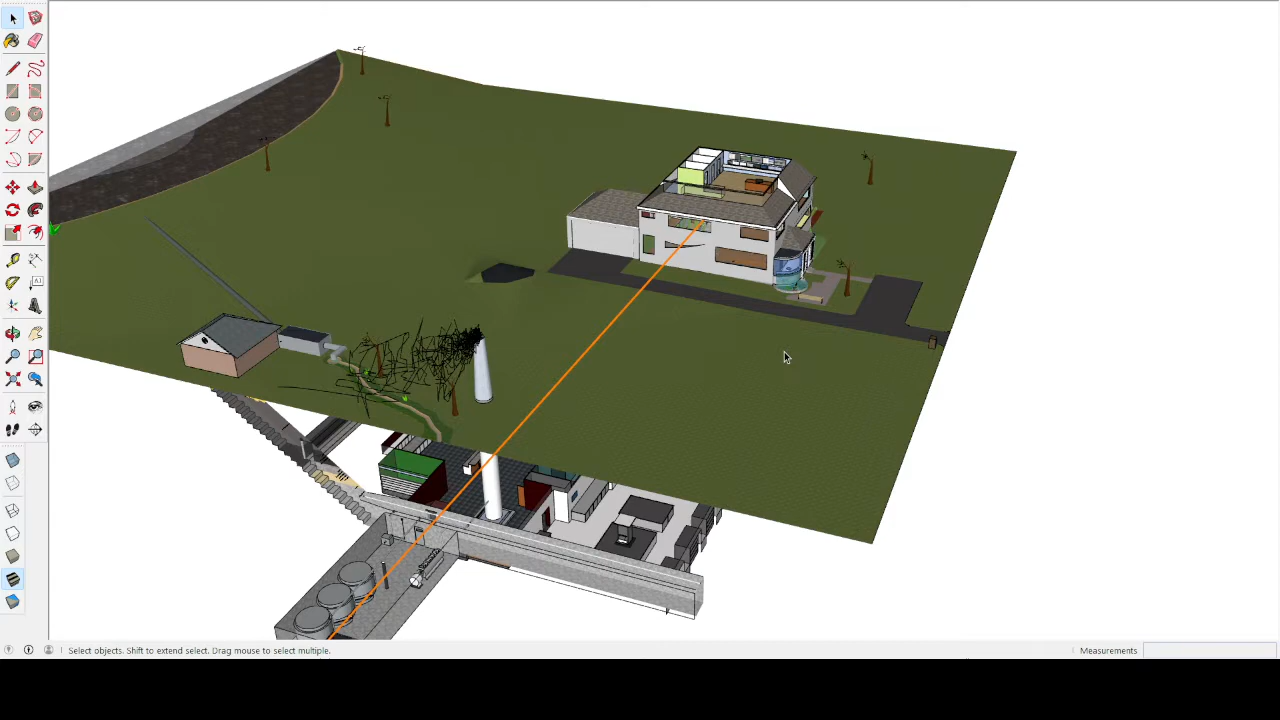 Select objects. Shift to extend select. Drag mouse to select multiple.
Measurements